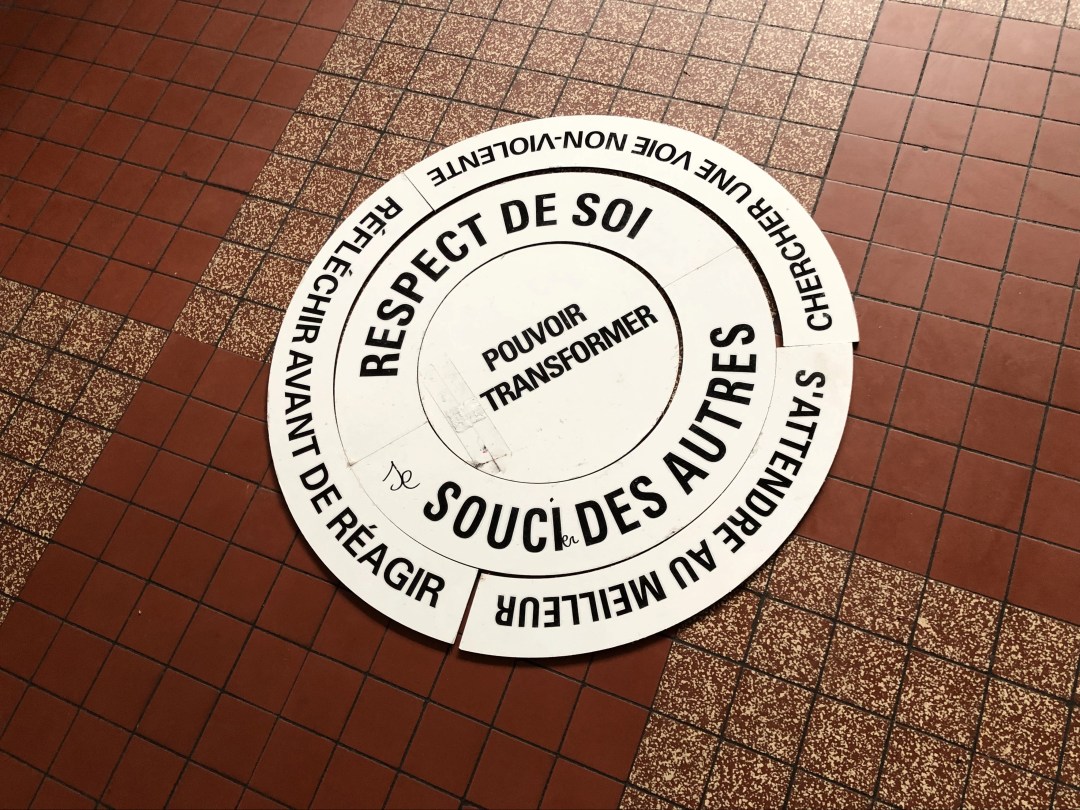 POUVOIR
TRANSFORMER
RESPECT DE SOI
se SOUCIer DES AUTRES
CHERCHER UNE VOIE NON-VIOLENTE
S'ATTENDRE AU MEILLEUR
RÉFLÉCHIR AVANT DE RÉAGIR